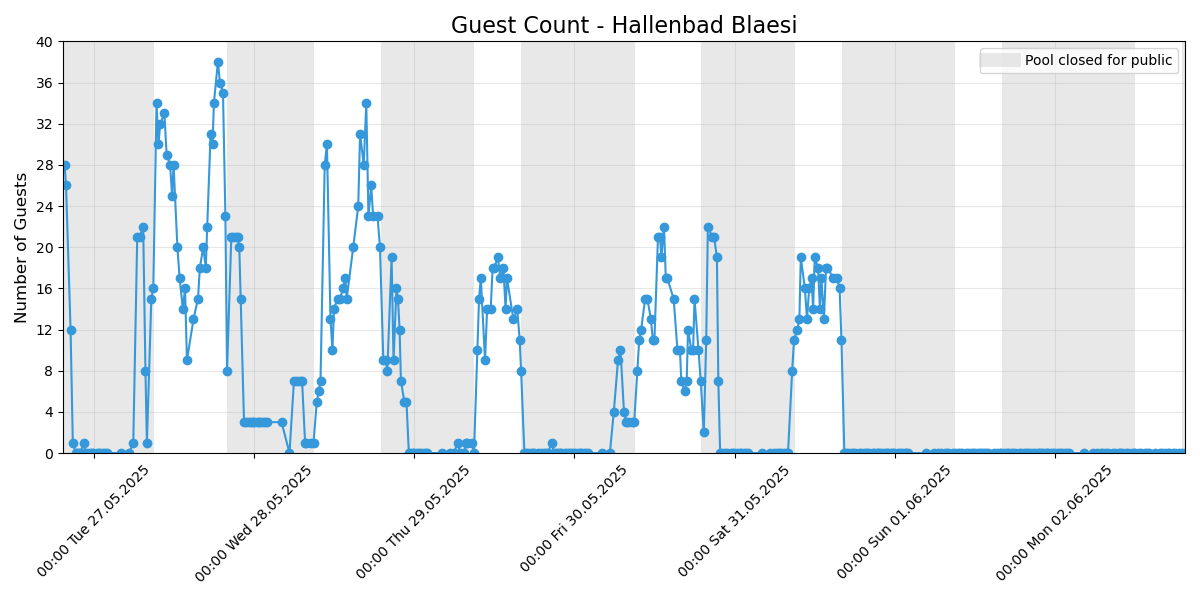 Guest Count - Hallenbad Blaesi
Pool closed for public
Number of Guests
40
36
32
28
24
20
16
12
8
4
0
00:00 Tue 27.05.2025
00:00 Wed 28.05.2025
00:00 Thu 29.05.2025
00:00 Fri 30.05.2025
00:00 Sat 31.05.2025
00:00 Sun 01.06.2025
00:00 Mon 02.06.2025